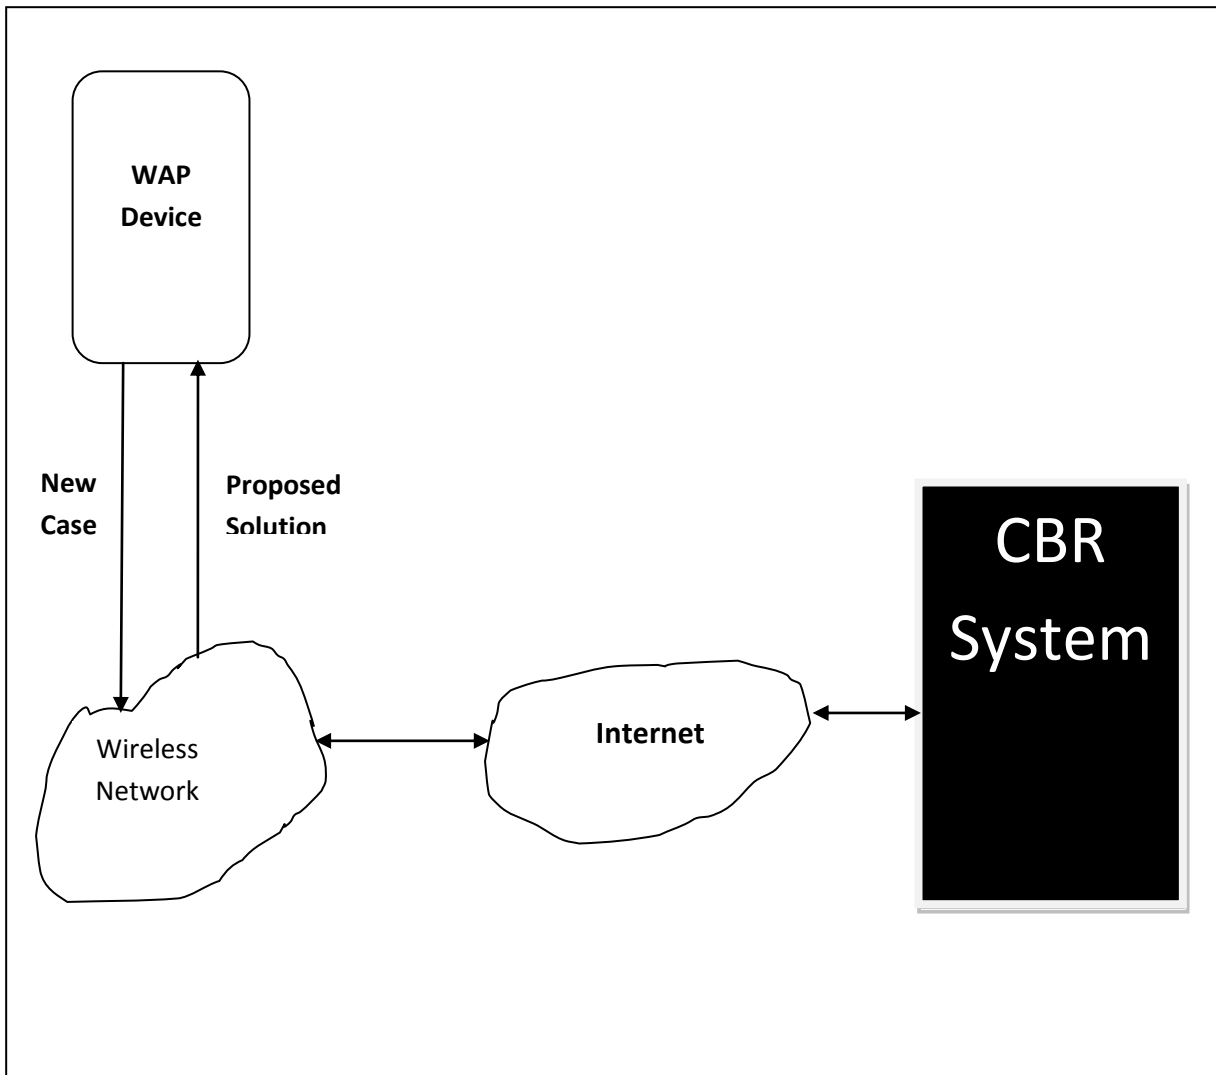 WAP
Device
New
Case
Proposed
Solution
Wireless
Network
Internet
CBR
System